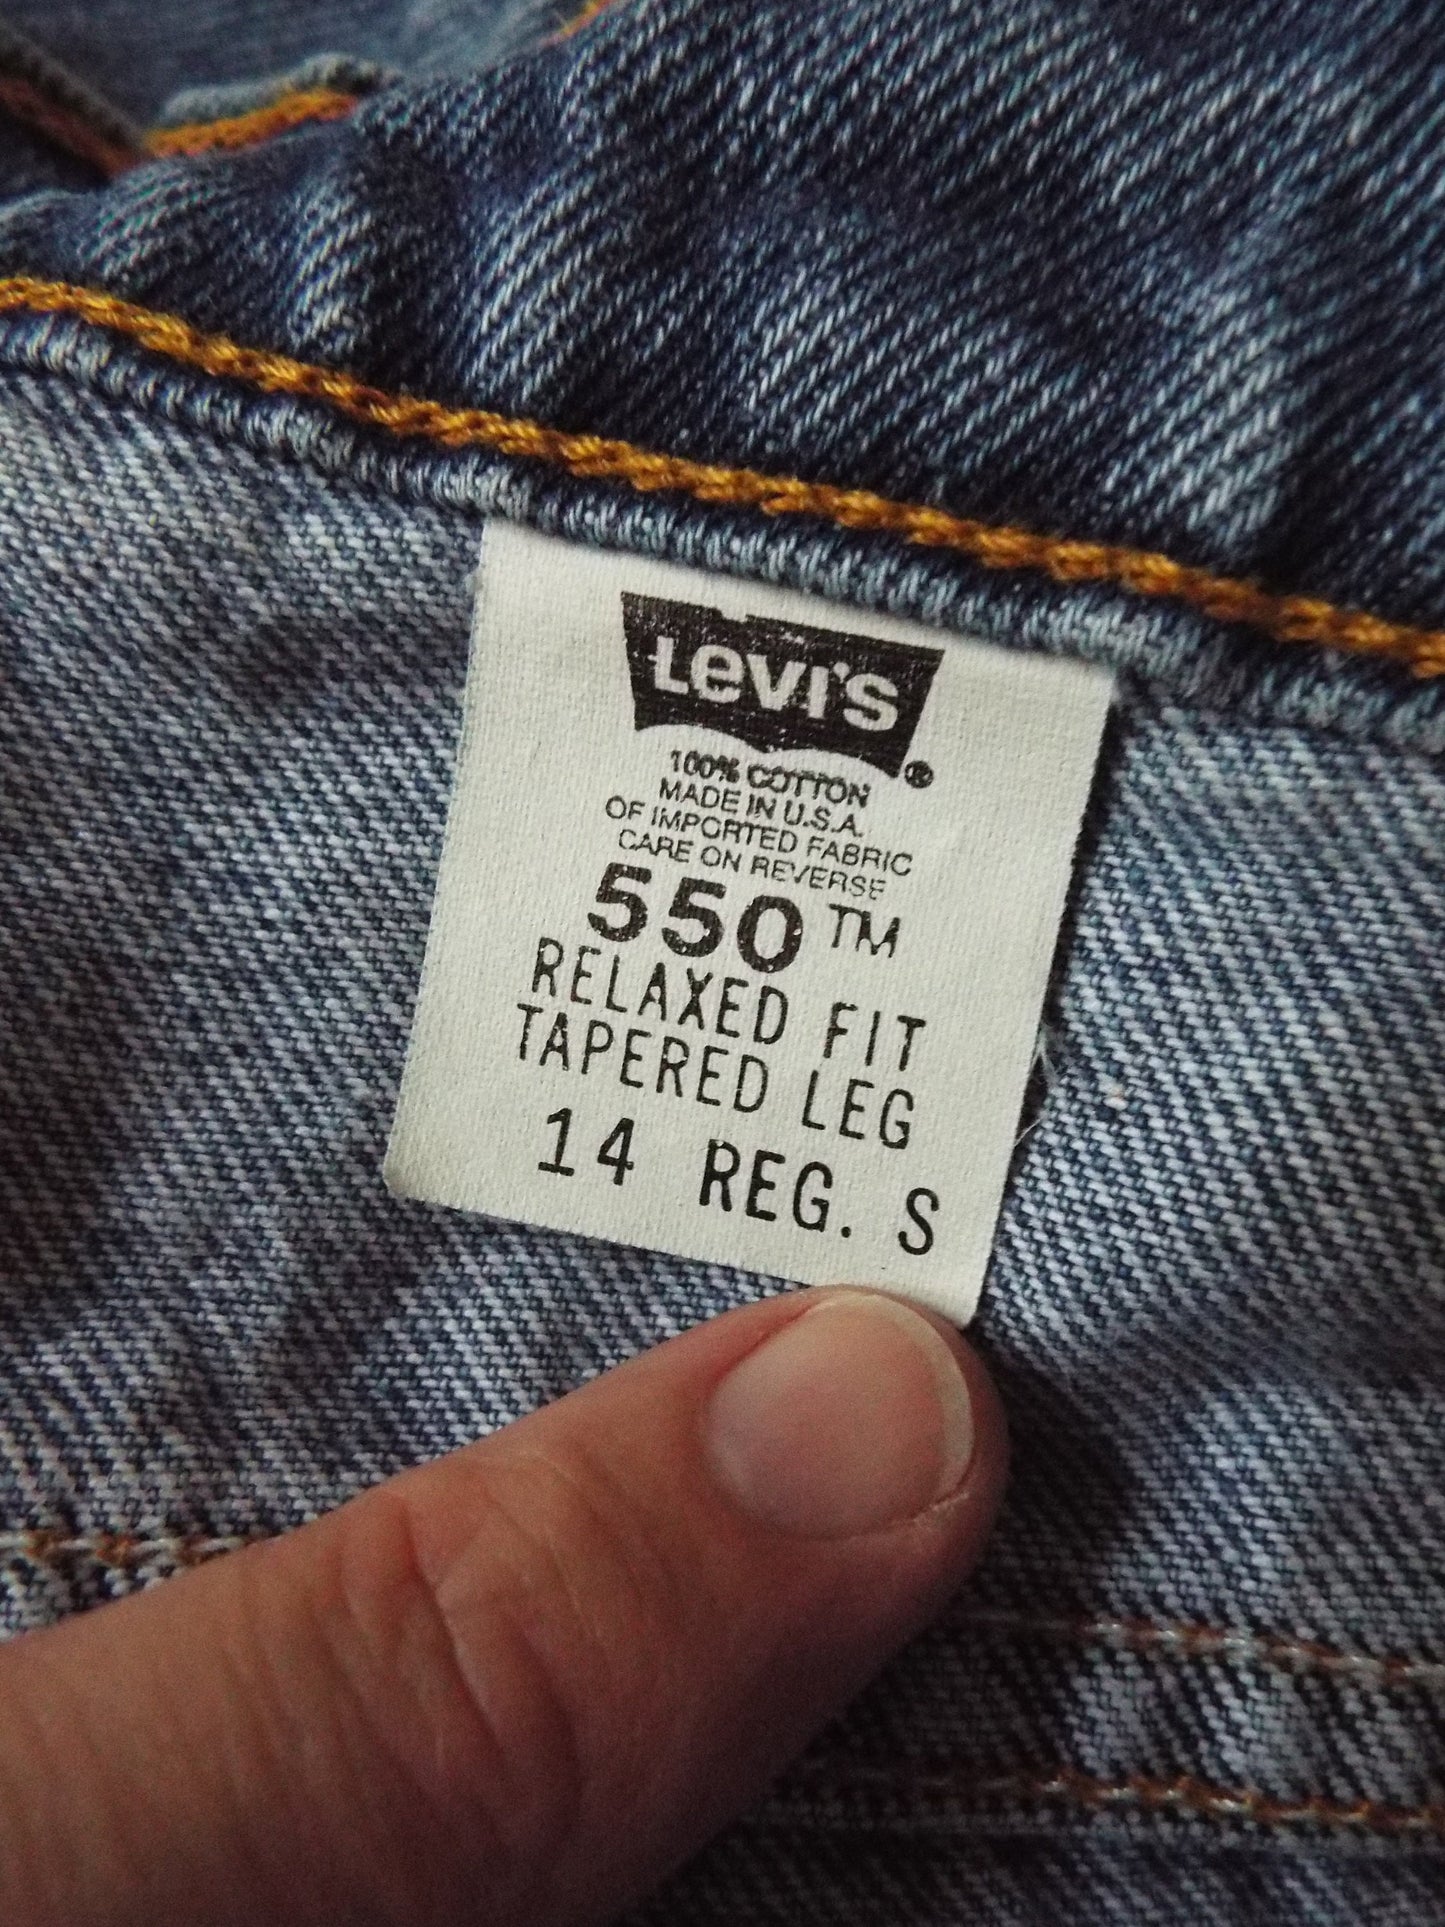 Levi's®
100% COTTON
MADE IN U.S.A.
OF IMPORTED FABRIC
CARE ON REVERSE
550™
RELAXED FIT
TAPERED LEG
14 REG. S